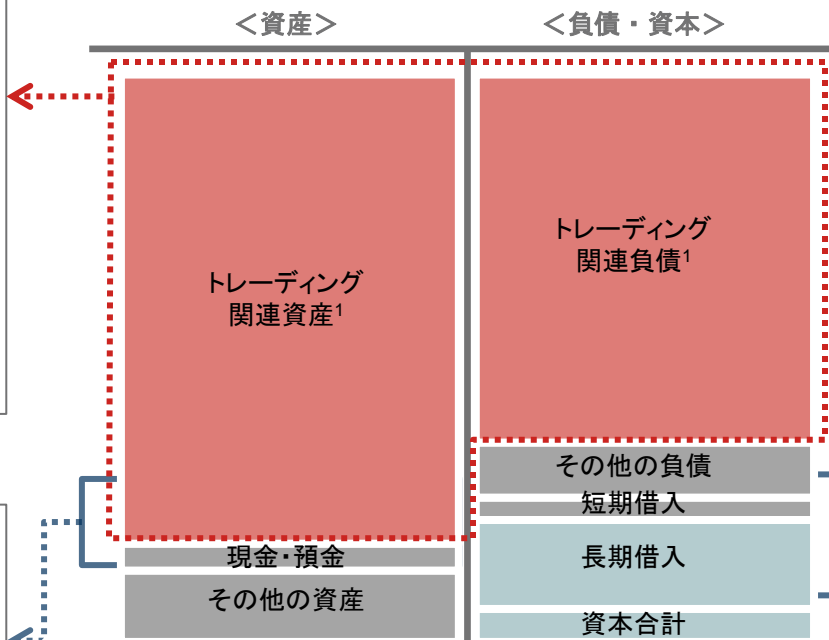 ＜資産＞
＜負債・資本＞
トレーディング
関連資産1
現金・預金
その他の資産
トレーディング
関連負債1
その他の負債
短期借入
長期借入
資本合計